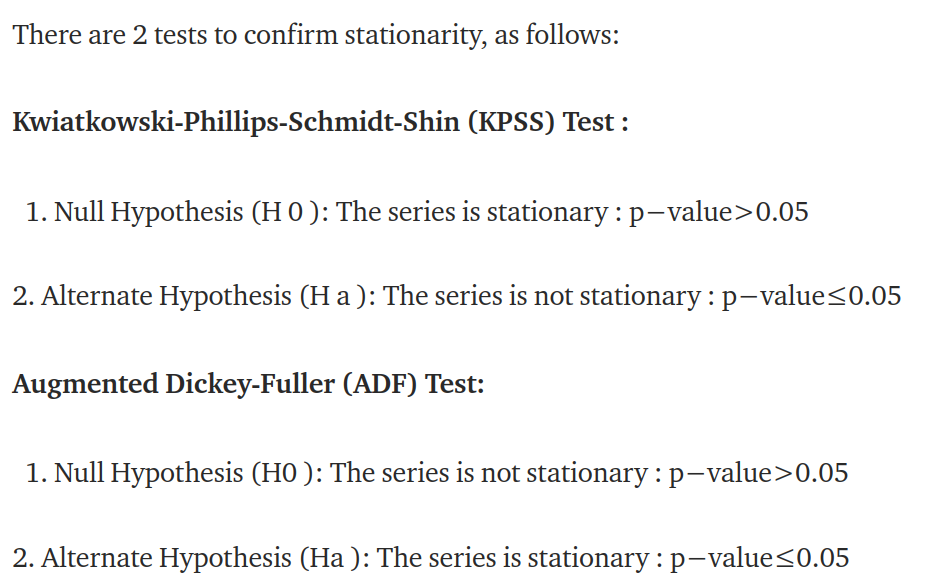 There are 2 tests to confirm stationarity, as follows:
Kwiatkowski-Phillips-Schmidt-Shin (KPSS) Test :
1. Null Hypothesis (H 0 ): The series is stationary : p−value>0.05
2. Alternate Hypothesis (H a ): The series is not stationary : p−value≤0.05
Augmented Dickey-Fuller (ADF) Test:
1. Null Hypothesis (H0 ): The series is not stationary : p−value>0.05
2. Alternate Hypothesis (Ha ): The series is stationary : p−value≤0.05